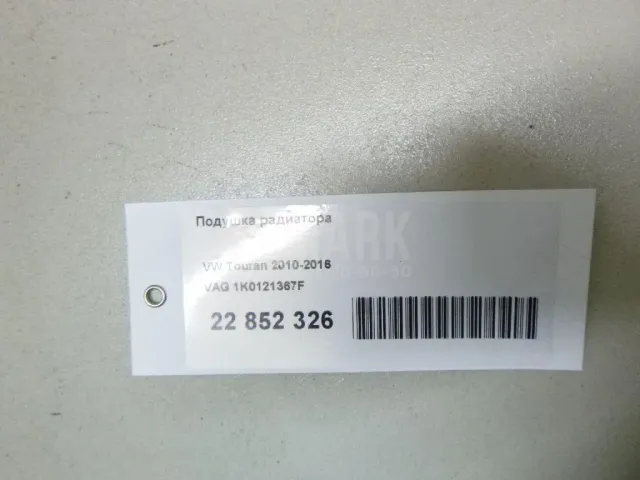 Подушка радиатора
VW Touran 2010-2016
VAG 1K0121367F
22 852 326